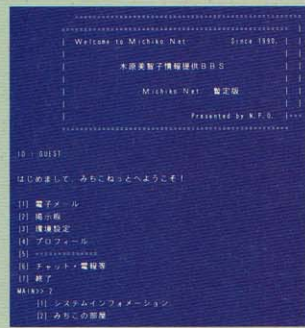 Welcome to Michiko Net Since 1990.
木原美智子情報提供BBS
Michiko Net 暫定版
Presented by N.P.O.
ID : GUEST
はじめまして、みちこねっとへようこそ!
[1] 電子メール
[2] 掲示板
[3] 環境設定
[4] プロフィール
[5] --------------
[6] チャット・電報等
[7] 終了
MAIN>> 2
[1] システムインフォメーション
[2] みちこの部屋